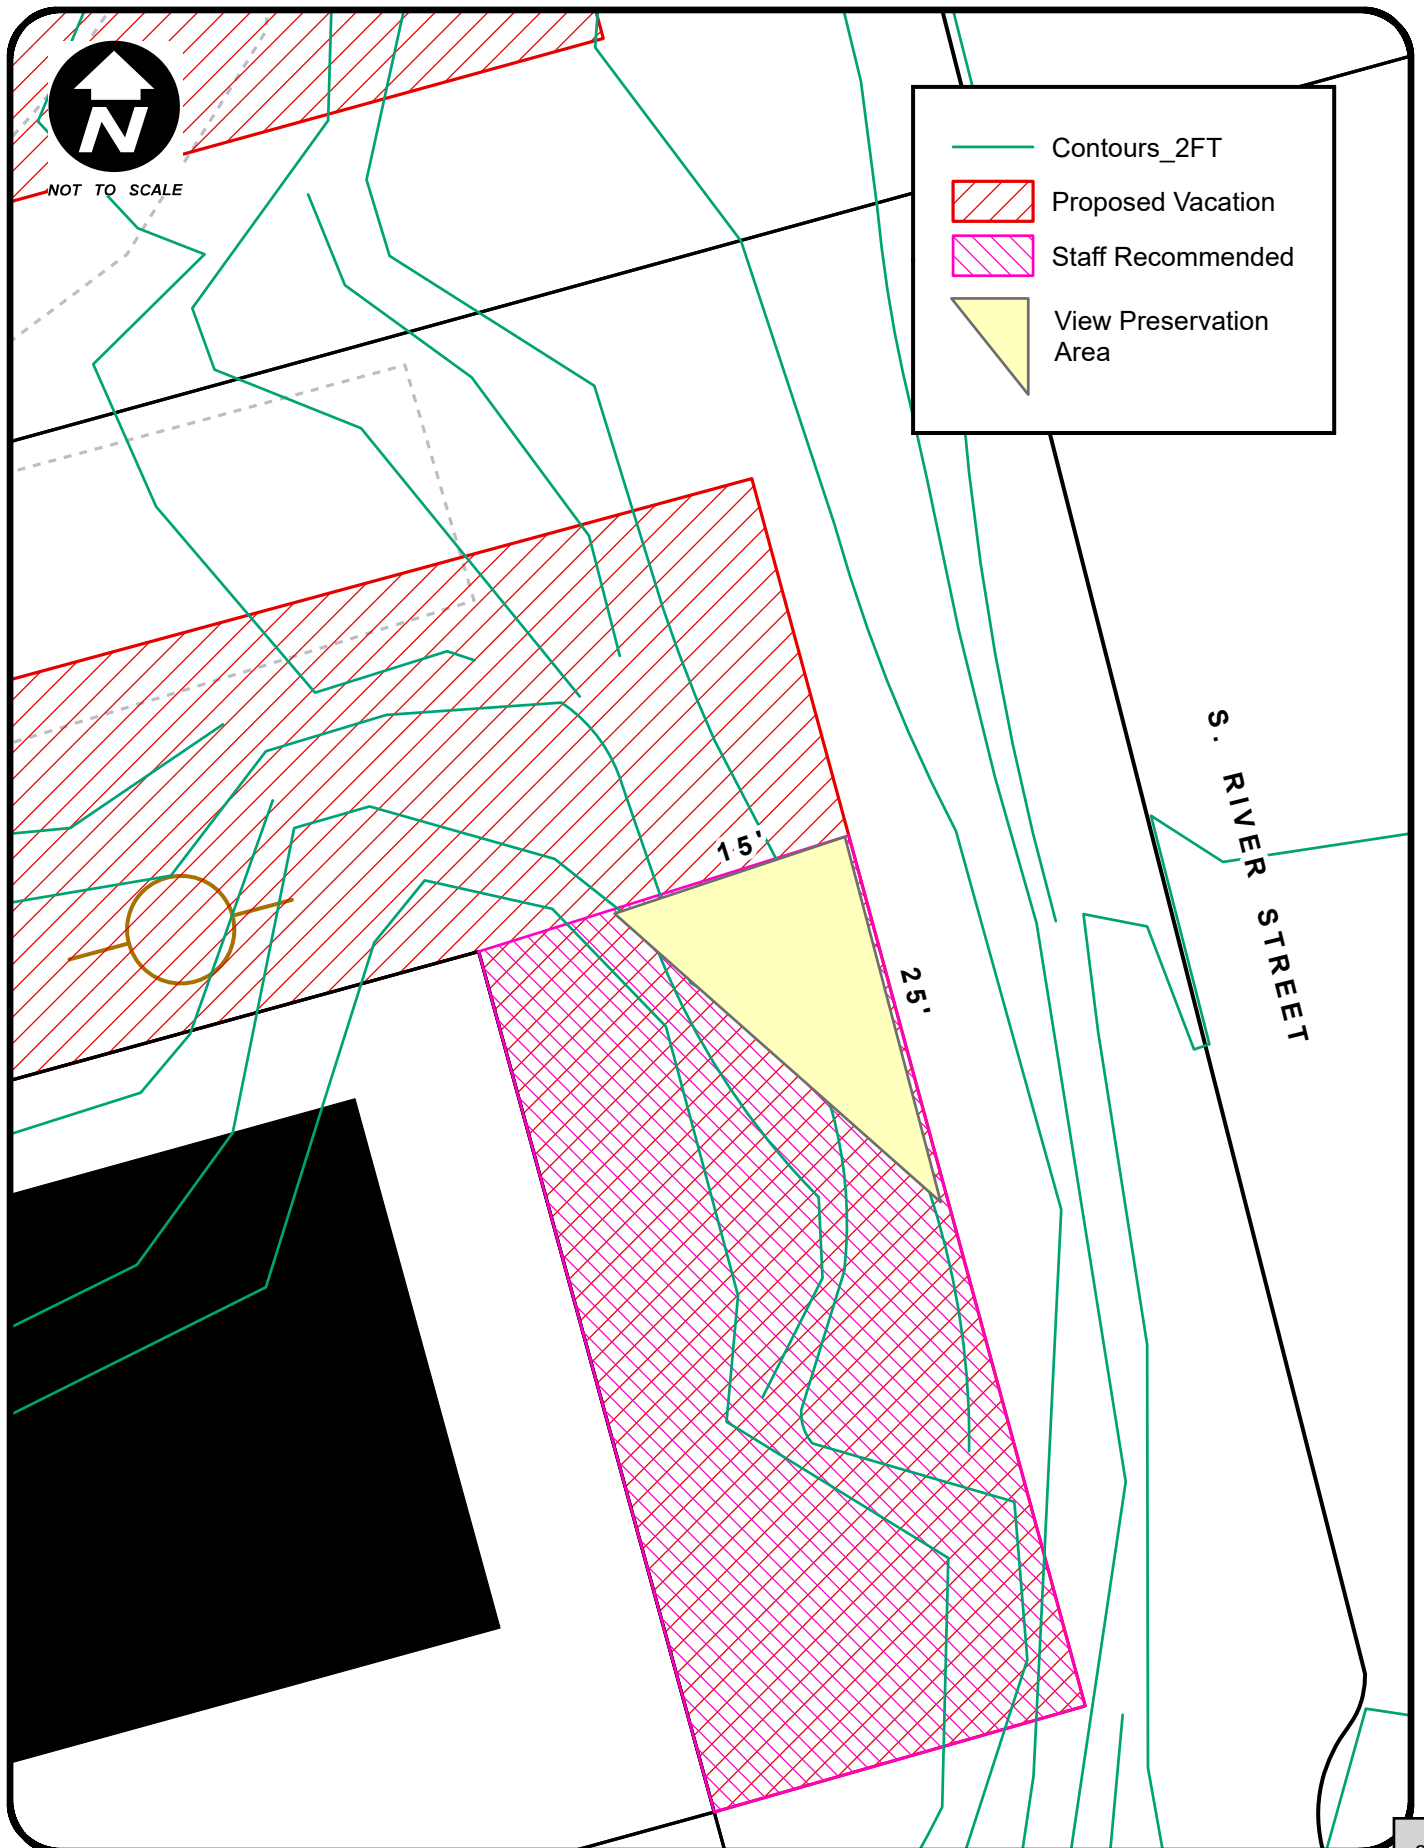 N
NOT TO SCALE
Contours_2FT
Proposed Vacation
Staff Recommended
View Preservation
Area
S. RIVER STREET
15'
25'